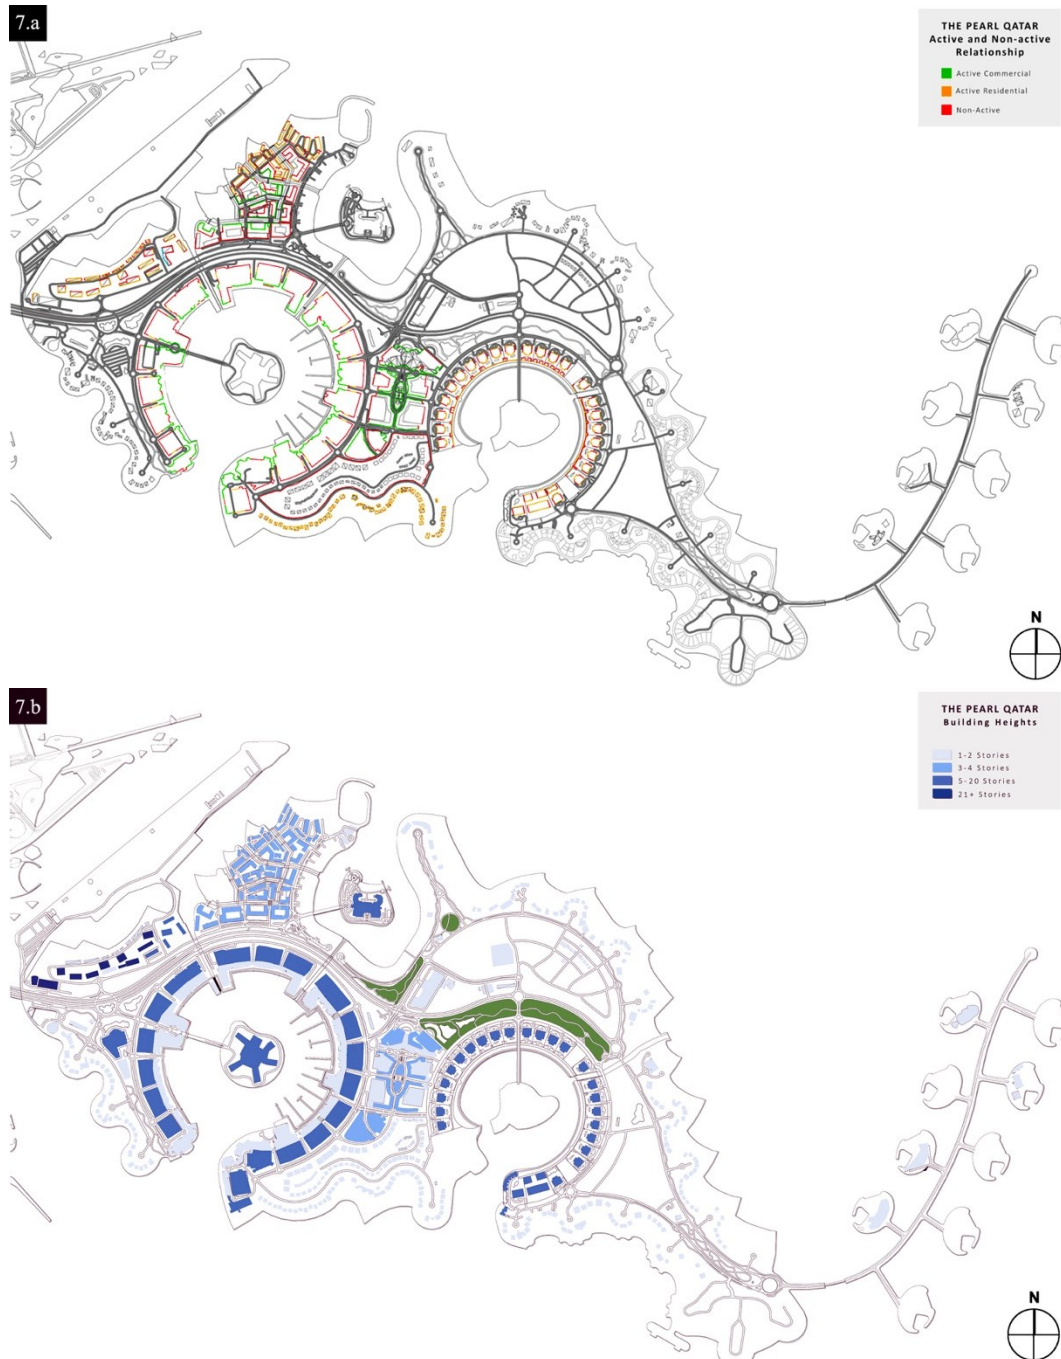 7.a
THE PEARL QATAR
Active and Non-active
Relationship
Active Commercial
Active Residential
Non-Active
N
7.b
THE PEARL QATAR
Building Heights
1-2 Stories
3-4 Stories
5-20 Stories
21+ Stories
N